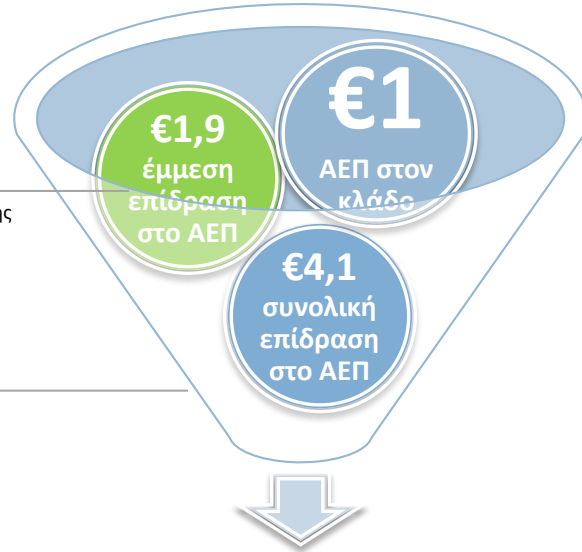 €1
ΑΕΠ στον
κλάδο
€1,9
έμμεση
επίδραση
στο ΑΕΠ
€4,1
συνολική
επίδραση
στο ΑΕΠ